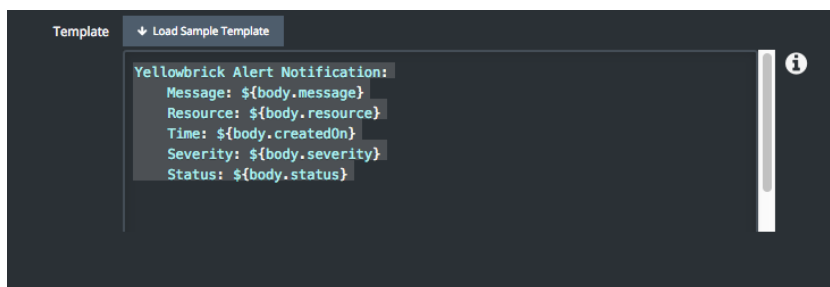 Template
Load Sample Template
Yellowbrick Alert Notification:
Message: ${body.message}
Resource: ${body.resource}
Time: ${body.createdOn}
Severity: ${body.severity}
Status: ${body.status}